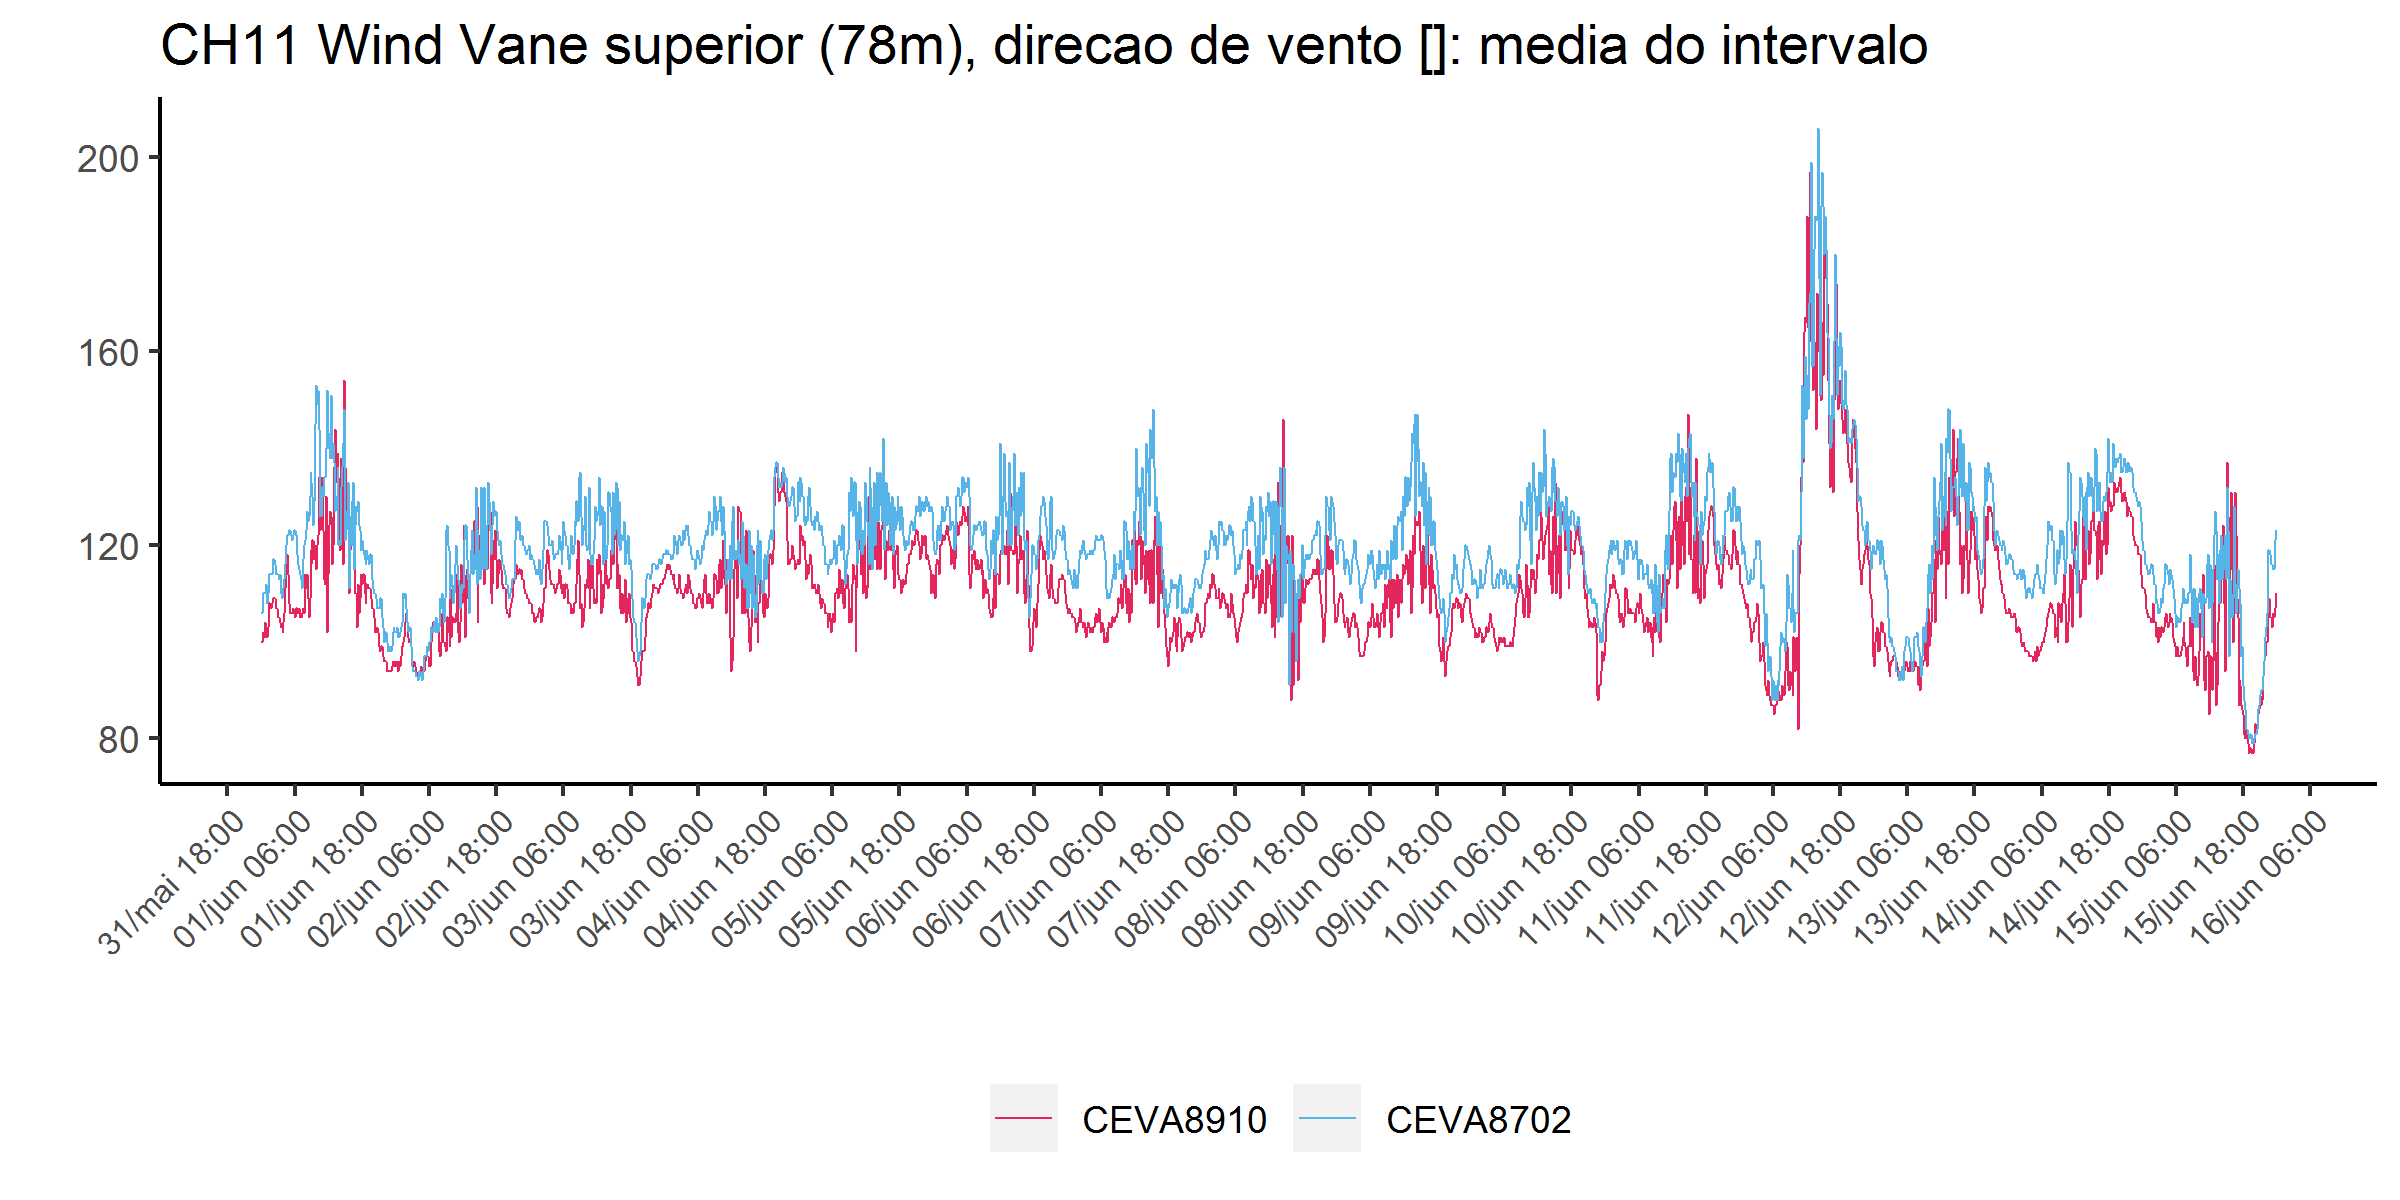 CH11 Wind Vane superior (78m), direcao de vento []: media do intervalo
200
160
120
80
31/mai 18:00
01/jun 06:00
01/jun 18:00
02/jun 06:00
02/jun 18:00
03/jun 06:00
03/jun 18:00
04/jun 06:00
04/jun 18:00
05/jun 06:00
05/jun 18:00
06/jun 06:00
06/jun 18:00
07/jun 06:00
07/jun 18:00
08/jun 06:00
08/jun 18:00
09/jun 06:00
09/jun 18:00
10/jun 06:00
10/jun 18:00
11/jun 06:00
11/jun 18:00
12/jun 06:00
12/jun 18:00
13/jun 06:00
13/jun 18:00
14/jun 06:00
14/jun 18:00
15/jun 06:00
15/jun 18:00
16/jun 06:00
CEVA8910
CEVA8702